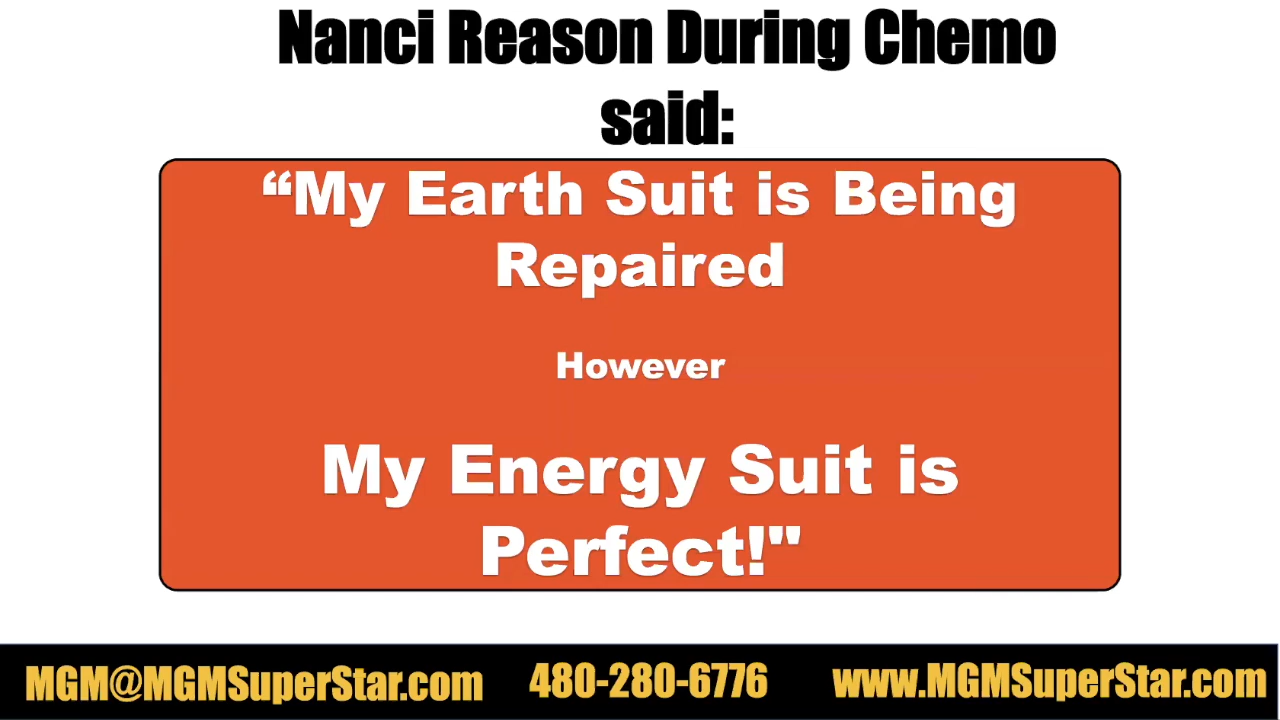 Nanci Reason During Chemo
said:
“My Earth Suit is Being
Repaired
However
My Energy Suit is
Perfect!"
MGM@MGMSuperStar.com 480-280-6776 www.MGMSuperStar.com